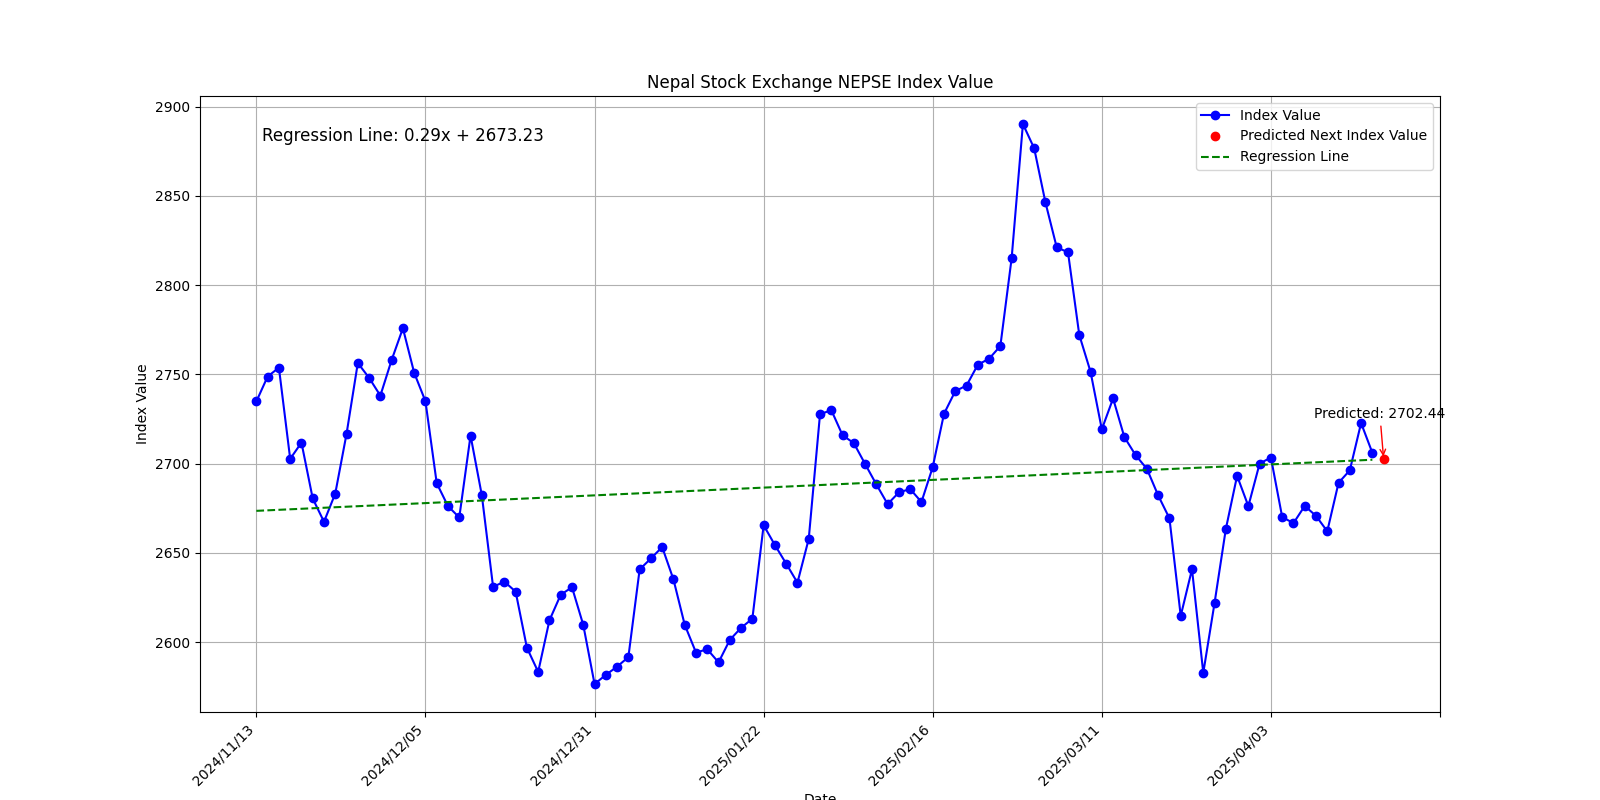 Nepal Stock Exchange NEPSE Index Value
2900
2850
2800
2750
2700
2650
2600
Index Value
Regression Line: 0.29x + 2673.23
Index Value
Predicted Next Index Value
Regression Line
Predicted: 2702.44
2024/11/13
2024/12/05
2024/12/31
2025/01/22
2025/02/16
2025/03/11
2025/04/03
Date